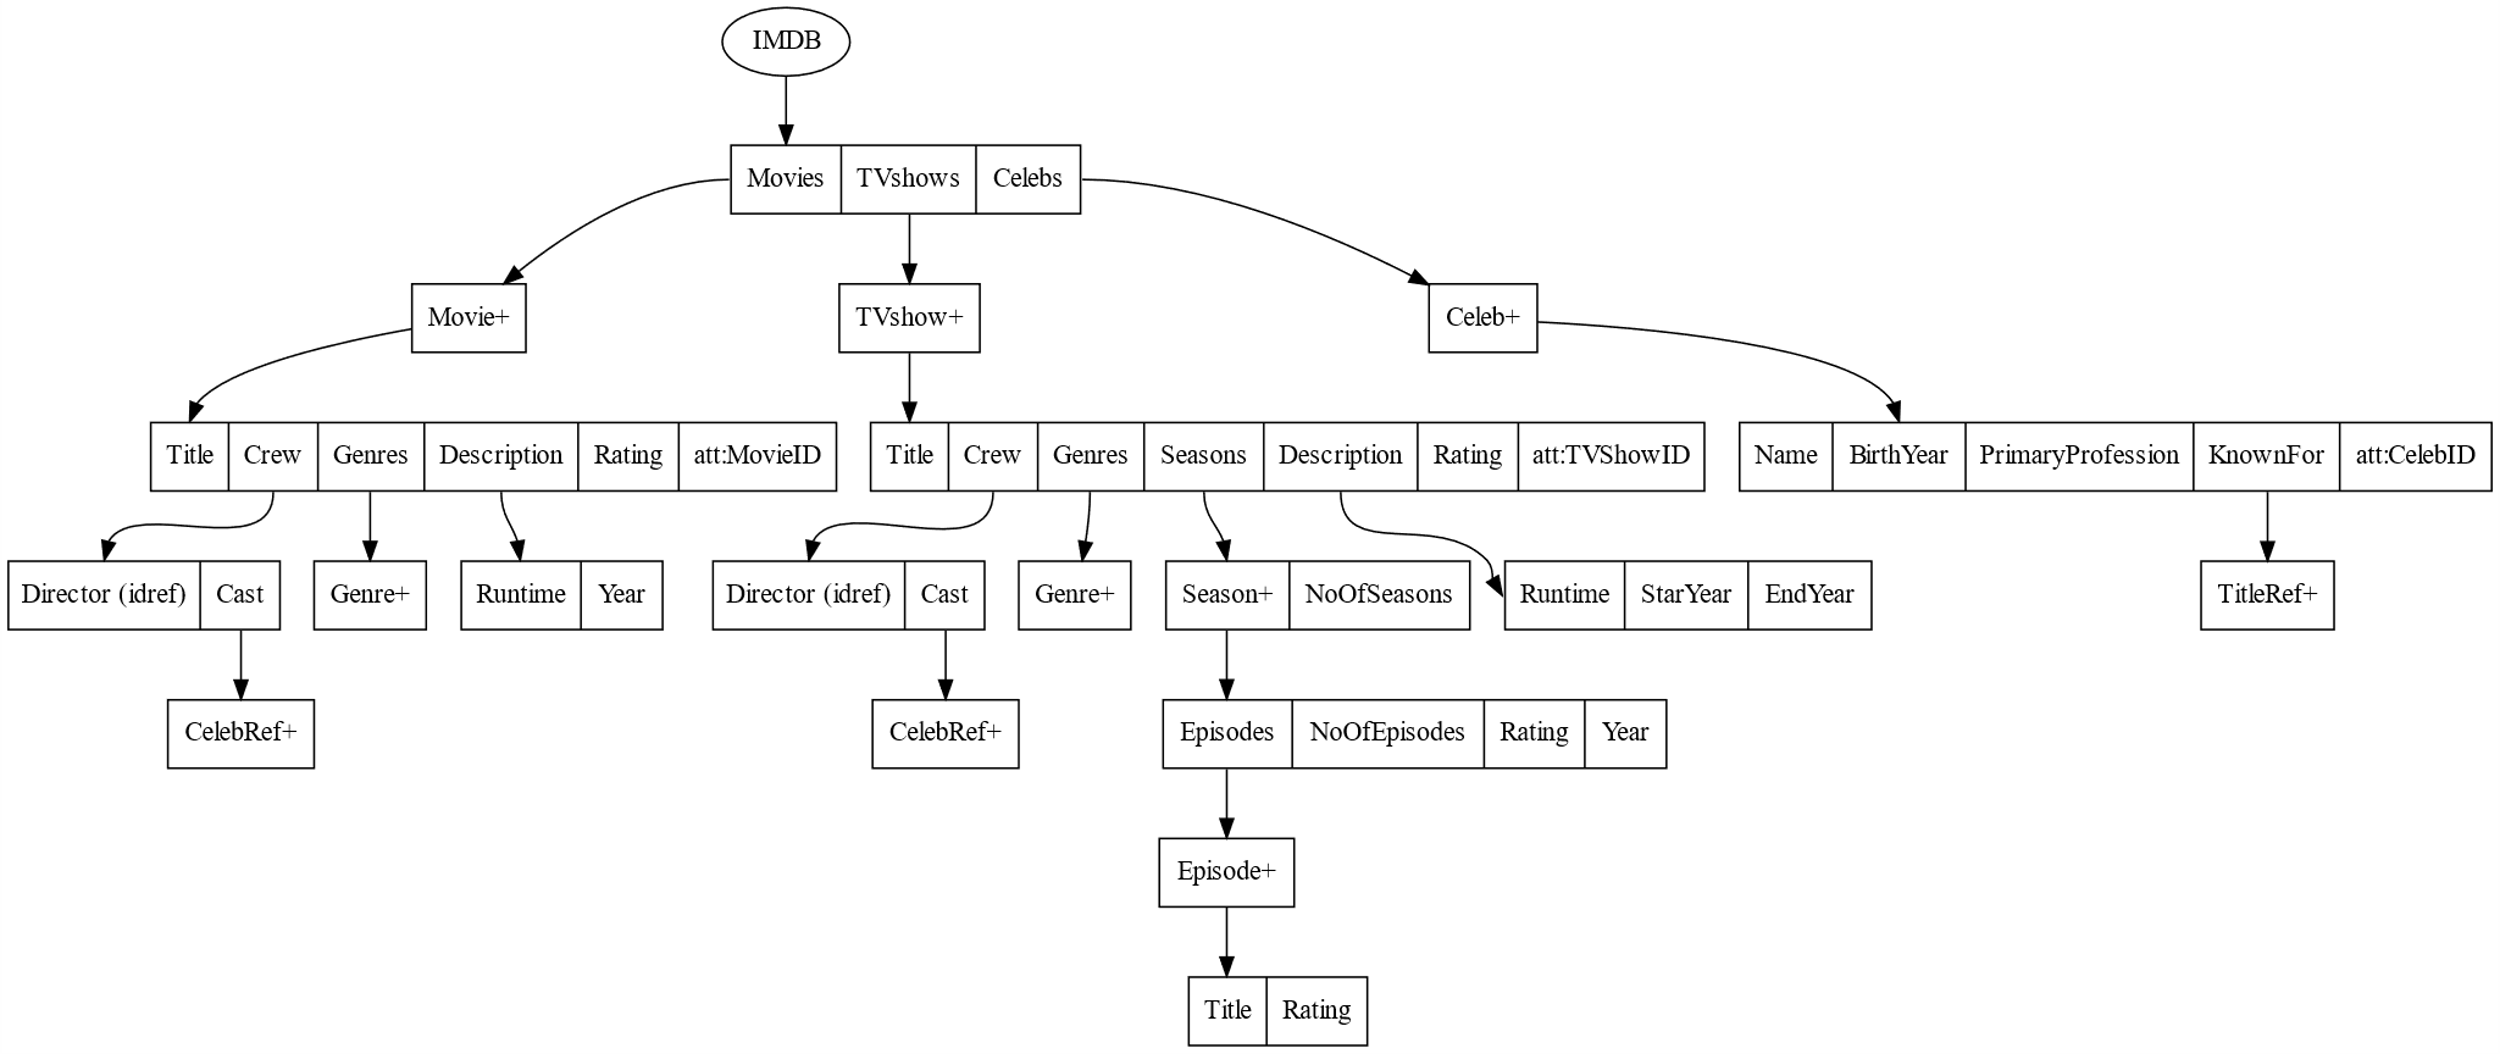 IMDB
Movies TVshows Celebs
Movie+ TVshow+ Celeb+
Title Crew Genres Description Rating att:MovieID Title Crew Genres Seasons Description Rating att:TVShowID Name BirthYear PrimaryProfession KnownFor att:CelebID
Director (idref) Cast Genre+ Runtime Year Director (idref) Cast Genre+ Season+ NoOfSeasons Runtime StarYear EndYear TitleRef+
CelebRef+ CelebRef+ Episodes NoOfEpisodes Rating Year
Episode+
Title Rating